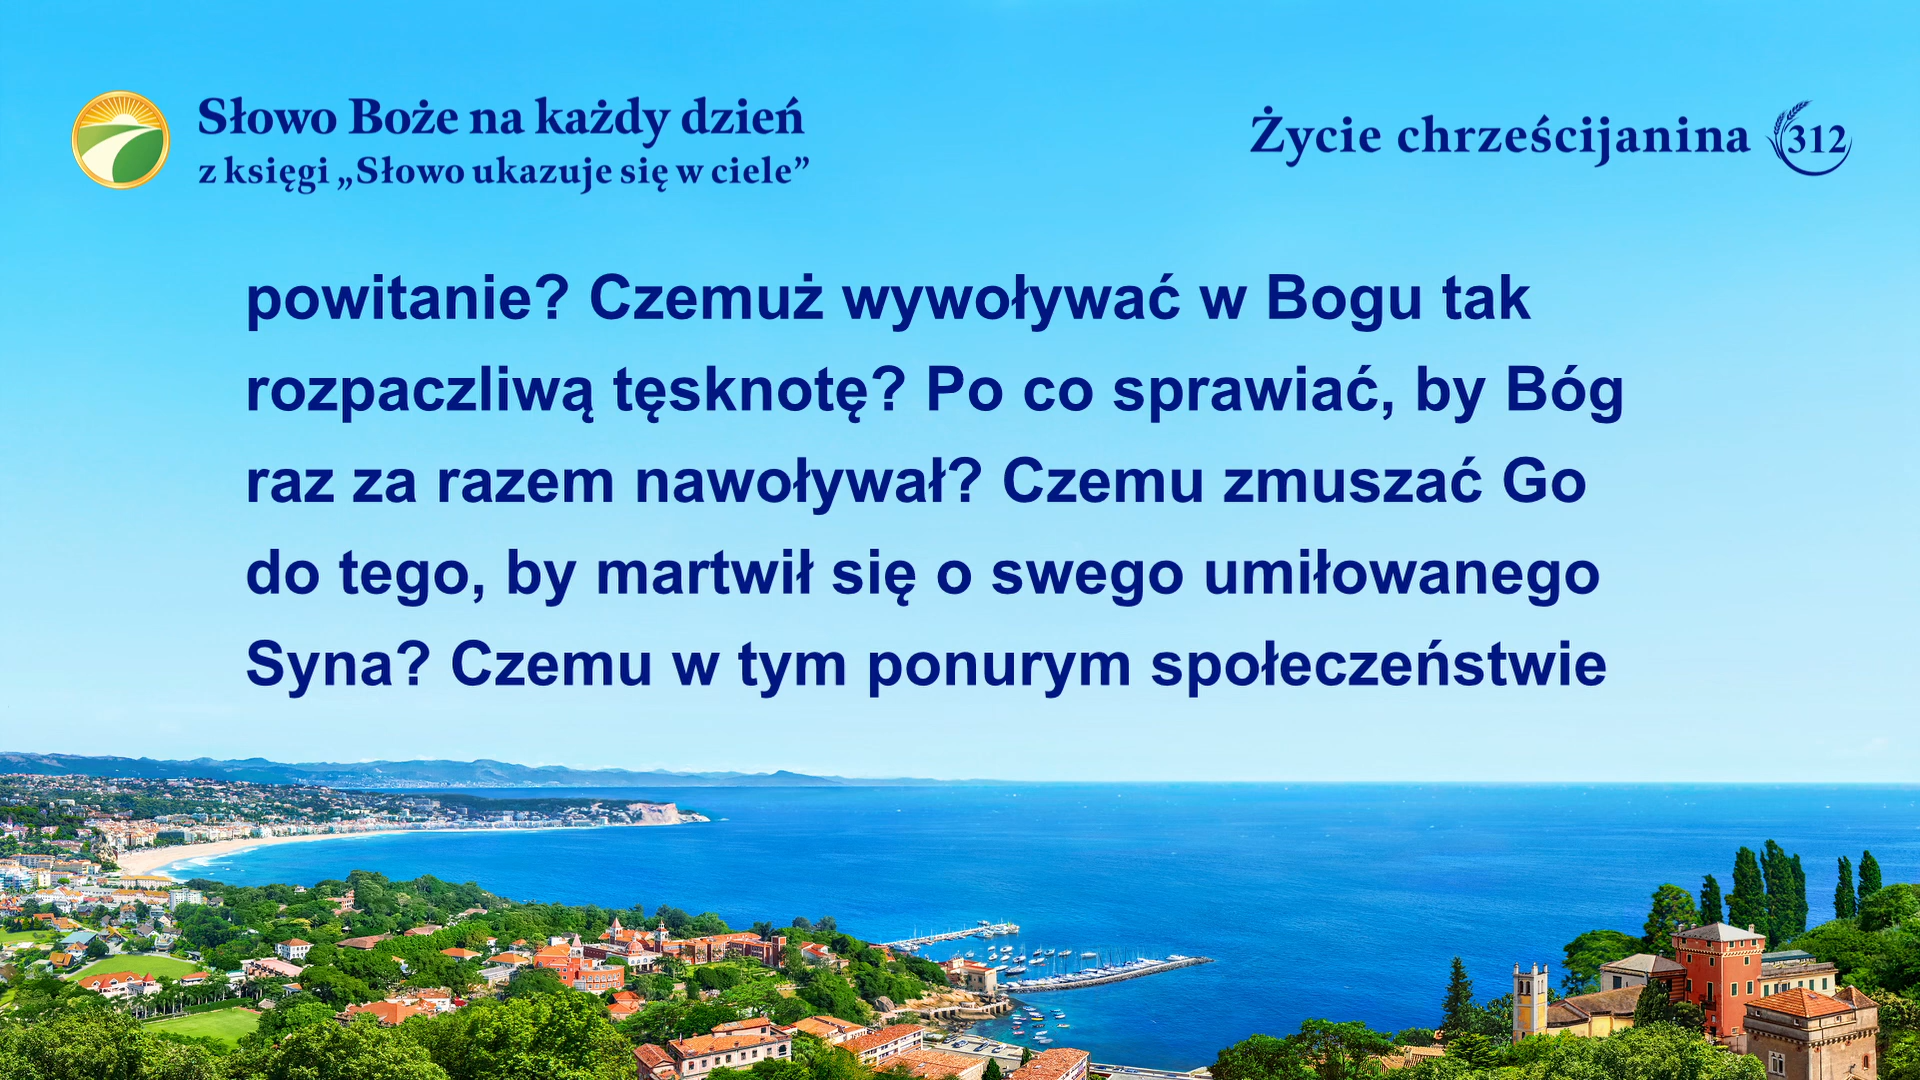 Słowo Boże na każdy dzień
z księgi „Słowo ukazuje się w ciele”
Życie chrześcijanina 312
powitanie? Czemuż wywoływać w Bogu tak
rozpaczliwą tęsknotę? Po co sprawiać, by Bóg
raz za razem nawoływał? Czemu zmuszać Go
do tego, by martwił się o swego umiłowanego
Syna? Czemu w tym ponurym społeczeństwie